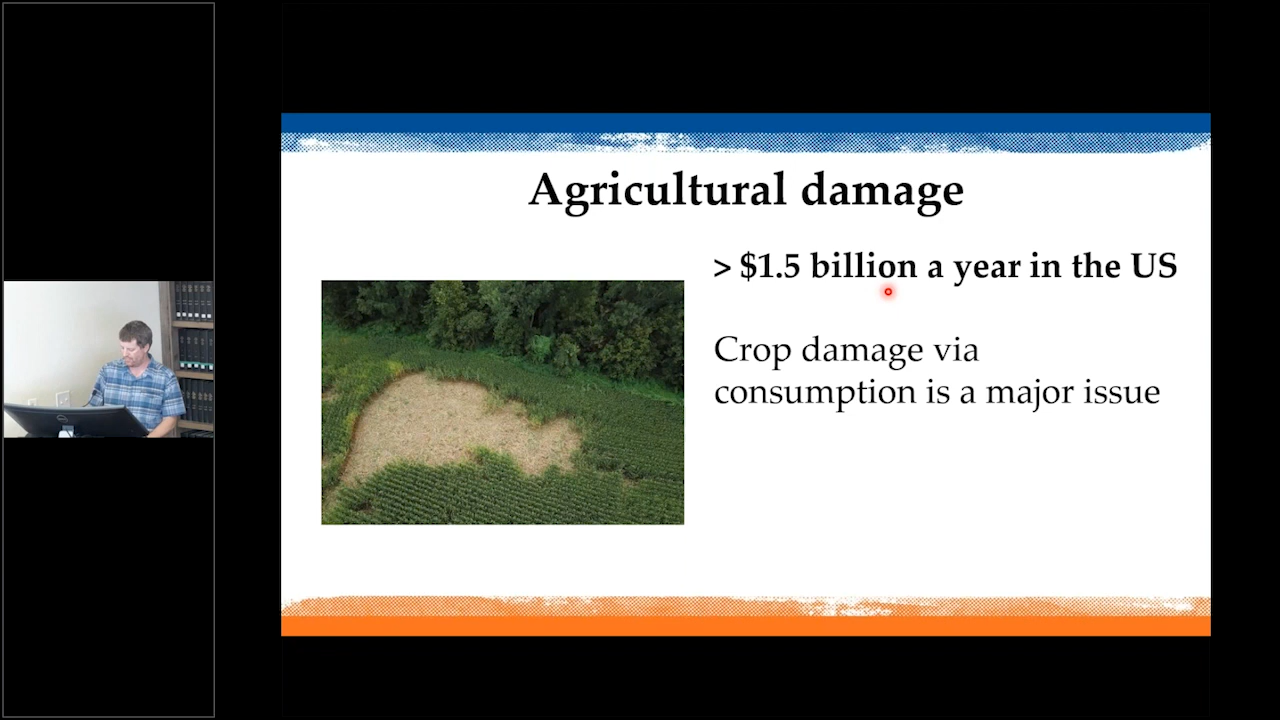 Agricultural damage
> $1.5 billion a year in the US
Crop damage via
consumption is a major issue